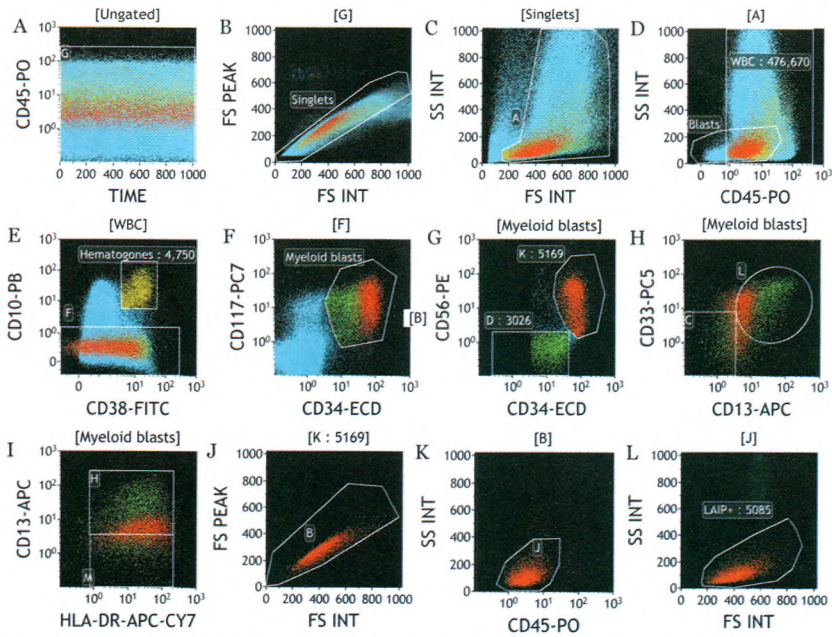 A [Ungated]
CD45-PO
10³
10²
10¹
10⁰
G
0 200 400 600 800 1000
TIME
B [G]
FS PEAK
1000
800
600
400
200
0
Singlets
0 200 400 600 800 1000
FS INT
C [Singlets]
SS INT
1000
800
600
400
200
0
A
0 200 400 600 800 1000
FS INT
D [A]
SS INT
1000
800
600
400
200
0
WBC : 476,670
Blasts
10⁰ 10¹ 10² 10³
CD45-PO
E [WBC]
CD10-PB
10³
10²
10¹
10⁰
0
Hematogones : 4,750
F
10⁰ 10¹ 10² 10³
CD38-FITC
F [F]
CD117-PC7
10³
10²
10¹
10⁰
Myeloid blasts
[B]
10⁰ 10¹ 10² 10³
CD34-ECD
G [Myeloid blasts]
CD56-PE
10³
10²
10¹
10⁰
K : 5169
D : 3026
10⁰ 10¹ 10² 10³
CD34-ECD
H [Myeloid blasts]
CD33-PC5
10³
10²
10¹
10⁰
L
C
10⁰ 10¹ 10² 10³
CD13-APC
I [Myeloid blasts]
CD13-APC
10³
10²
10¹
10⁰
H
M
10⁰ 10¹ 10² 10³
HLA-DR-APC-CY7
J [K : 5169]
FS PEAK
1000
800
600
400
200
0
B
0 200 400 600 800 1000
FS INT
K [B]
SS INT
1000
800
600
400
200
0
J
10⁰ 10¹ 10² 10³
CD45-PO
L [J]
SS INT
1000
800
600
400
200
0
LAIP+ : 5085
0 200 400 600 800 1000
FS INT